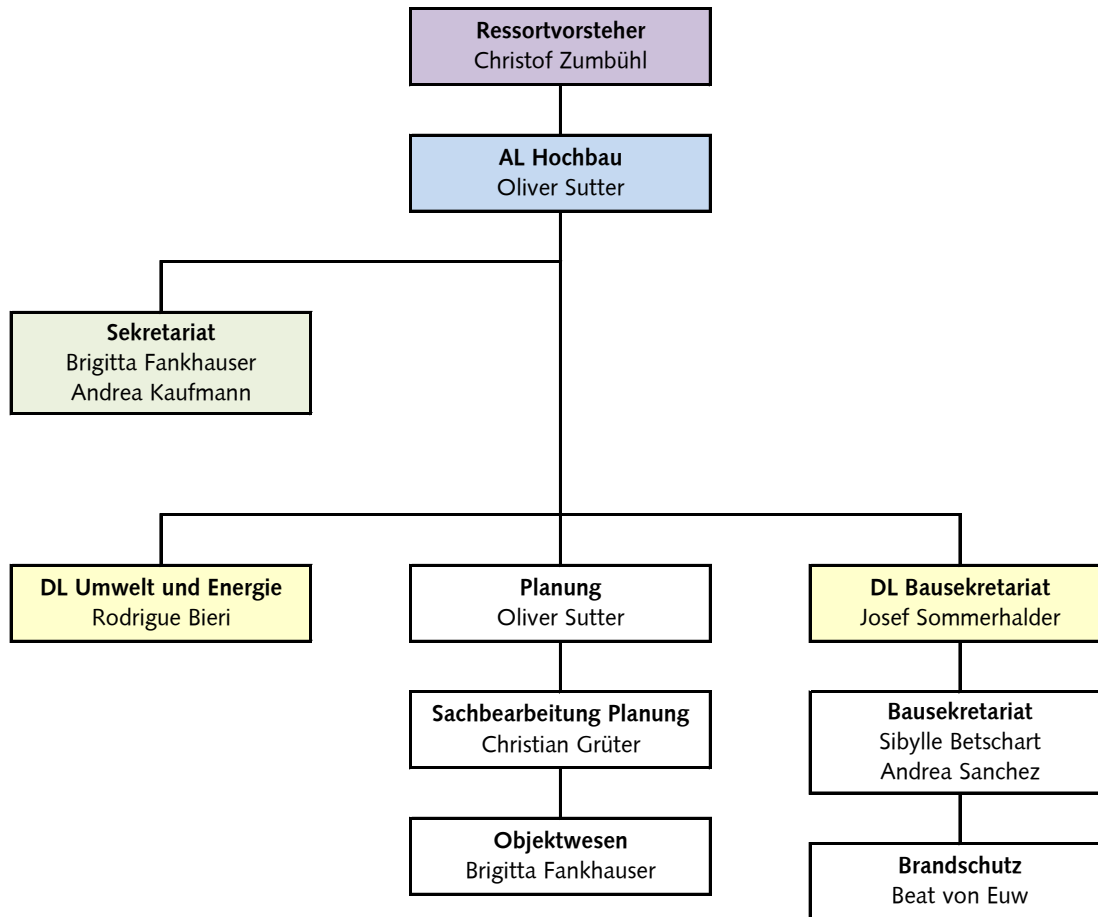 Ressortvorsteher
Christof Zumbühl
AL Hochbau
Oliver Sutter
Sekretariat
Brigitta Fankhauser
Andrea Kaufmann
DL Umwelt und Energie
Rodrigue Bieri
Planung
Oliver Sutter
DL Bausekretariat
Josef Sommerhalder
Sachbearbeitung Planung
Christian Grüter
Bausekretariat
Sibylle Betschart
Andrea Sanchez
Objektwesen
Brigitta Fankhauser
Brandschutz
Beat von Euw